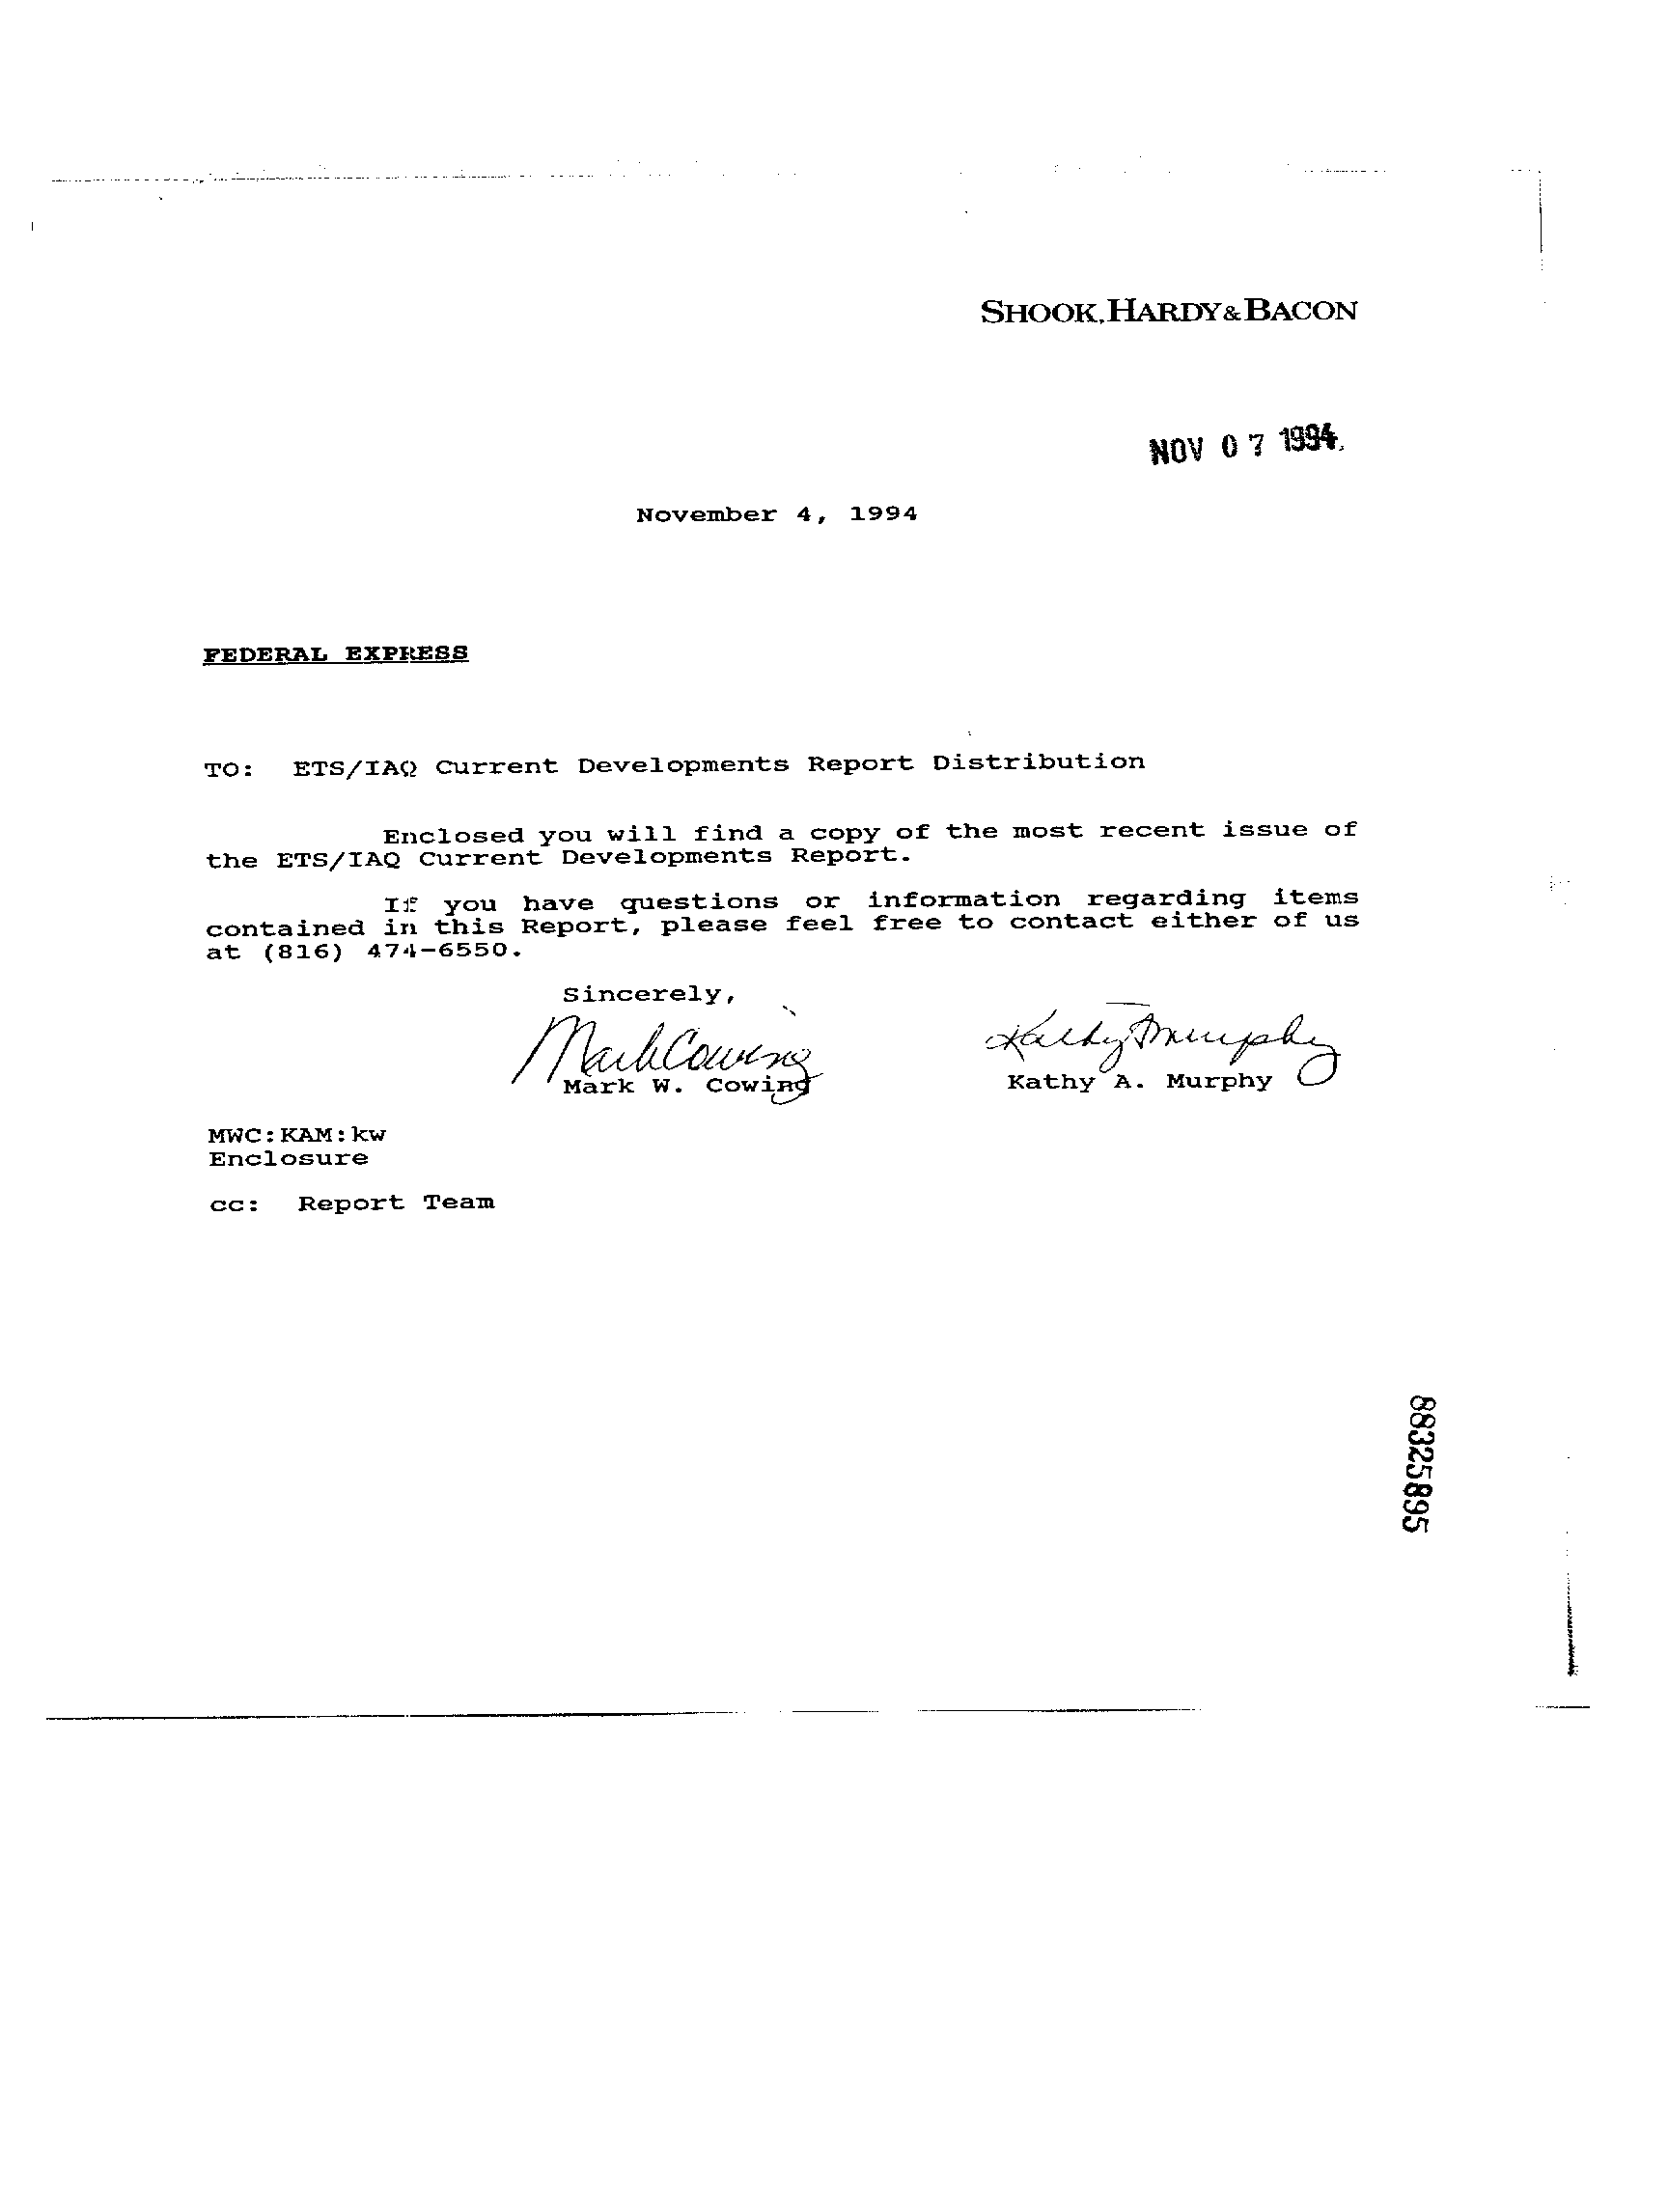 SHOOK, HARDY & BACON
NOV 07 1994
November 4, 1994
FEDERAL EXPRESS
TO: ETS/IAQ Current Developments Report Distribution
Enclosed you will find a copy of the most recent issue of
the ETS/IAQ Current Developments Report.
If you have questions or information regarding items
contained in this Report, please feel free to contact either of us
at (816) 474-6550.
Sincerely,
Mark Cowing Kathy A Murphy
Mark W. Cowing Kathy A. Murphy
MWC:KAM:kw
Enclosure
cc: Report Team
88325895